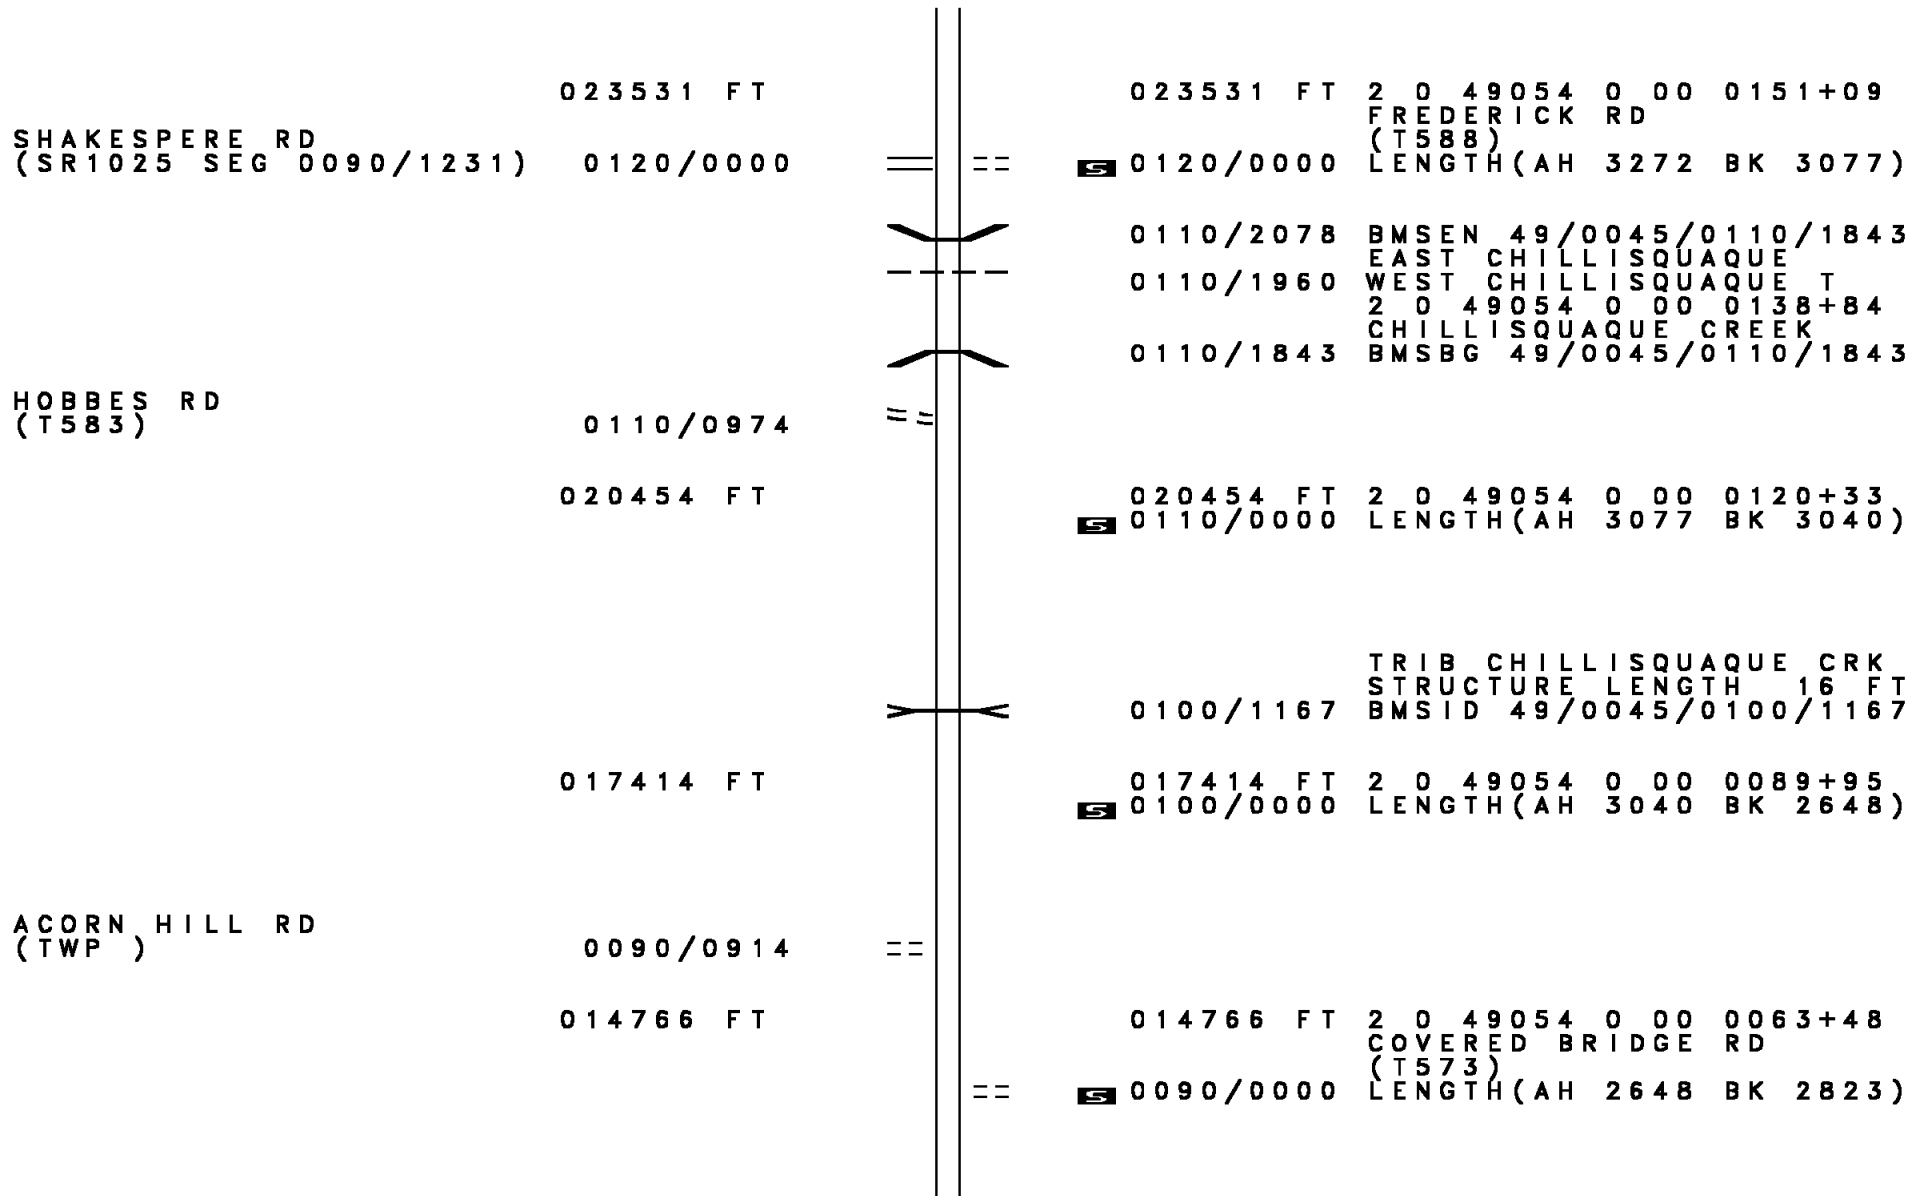 023531 FT 023531 FT 2 0 49054 0 00 0151+09
FREDERICK RD
SHAKESPERE RD (T588)
(SR1025 SEG 0090/1231) 0120/0000 S 0120/0000 LENGTH(AH 3272 BK 3077)
0110/2078 BMSEN 49/0045/0110/1843
EAST CHILLISQUAQUE
0110/1960 WEST CHILLISQUAQUE T
2 0 49054 0 00 0138+84
CHILLISQUAQUE CREEK
0110/1843 BMSBG 49/0045/0110/1843
HOBBES RD
(T583) 0110/0974
020454 FT 020454 FT 2 0 49054 0 00 0120+33
S 0110/0000 LENGTH(AH 3077 BK 3040)
TRIB CHILLISQUAQUE CRK
STRUCTURE LENGTH 16 FT
0100/1167 BMSID 49/0045/0100/1167
017414 FT 017414 FT 2 0 49054 0 00 0089+95
S 0100/0000 LENGTH(AH 3040 BK 2648)
ACORN HILL RD
(TWP ) 0090/0914
014766 FT 014766 FT 2 0 49054 0 00 0063+48
COVERED BRIDGE RD
(T573)
S 0090/0000 LENGTH(AH 2648 BK 2823)